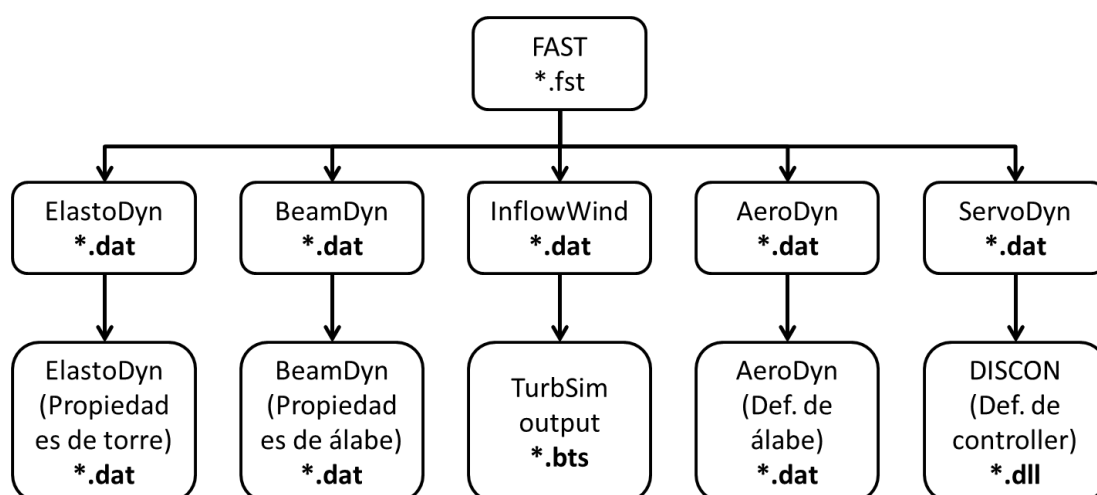 FAST
*.fst
ElastoDyn
*.dat
BeamDyn
*.dat
InflowWind
*.dat
AeroDyn
*.dat
ServoDyn
*.dat
ElastoDyn
(Propiedad
es de torre)
*.dat
BeamDyn
(Propiedad
es de álabe)
*.dat
TurbSim
output
*.bts
AeroDyn
(Def. de
álabe)
*.dat
DISCON
(Def. de
controller)
*.dll